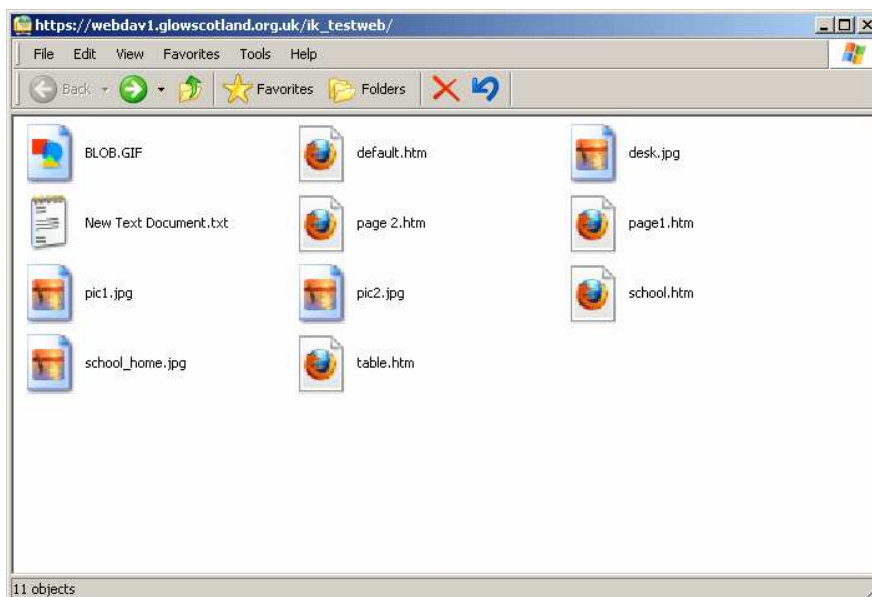 https://webdav1.glowscotland.org.uk/ik_testweb/
File Edit View Favorites Tools Help
Back Favorites Folders
BLOB.GIF default.htm desk.jpg
New Text Document.txt page 2.htm page1.htm
pic1.jpg pic2.jpg school.htm
school_home.jpg table.htm
11 objects